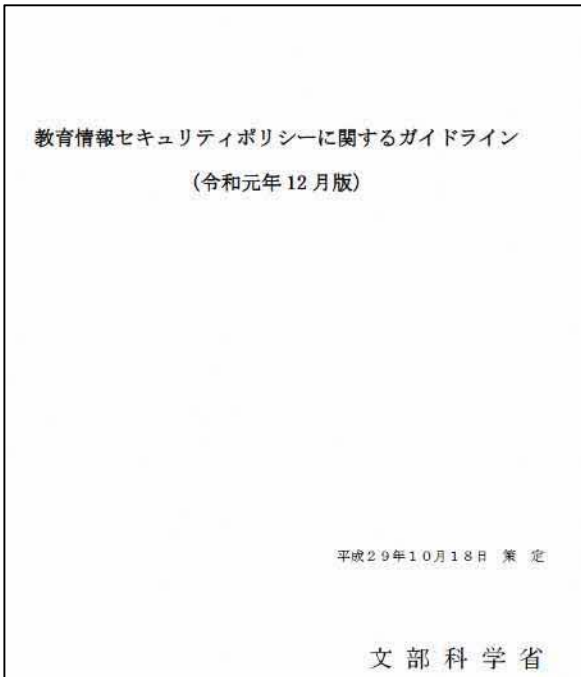 教育情報セキュリティポリシーに関するガイドライン
（令和元年 12 月版）
平成２９年１０月１８日　策　定
文 部 科 学 省